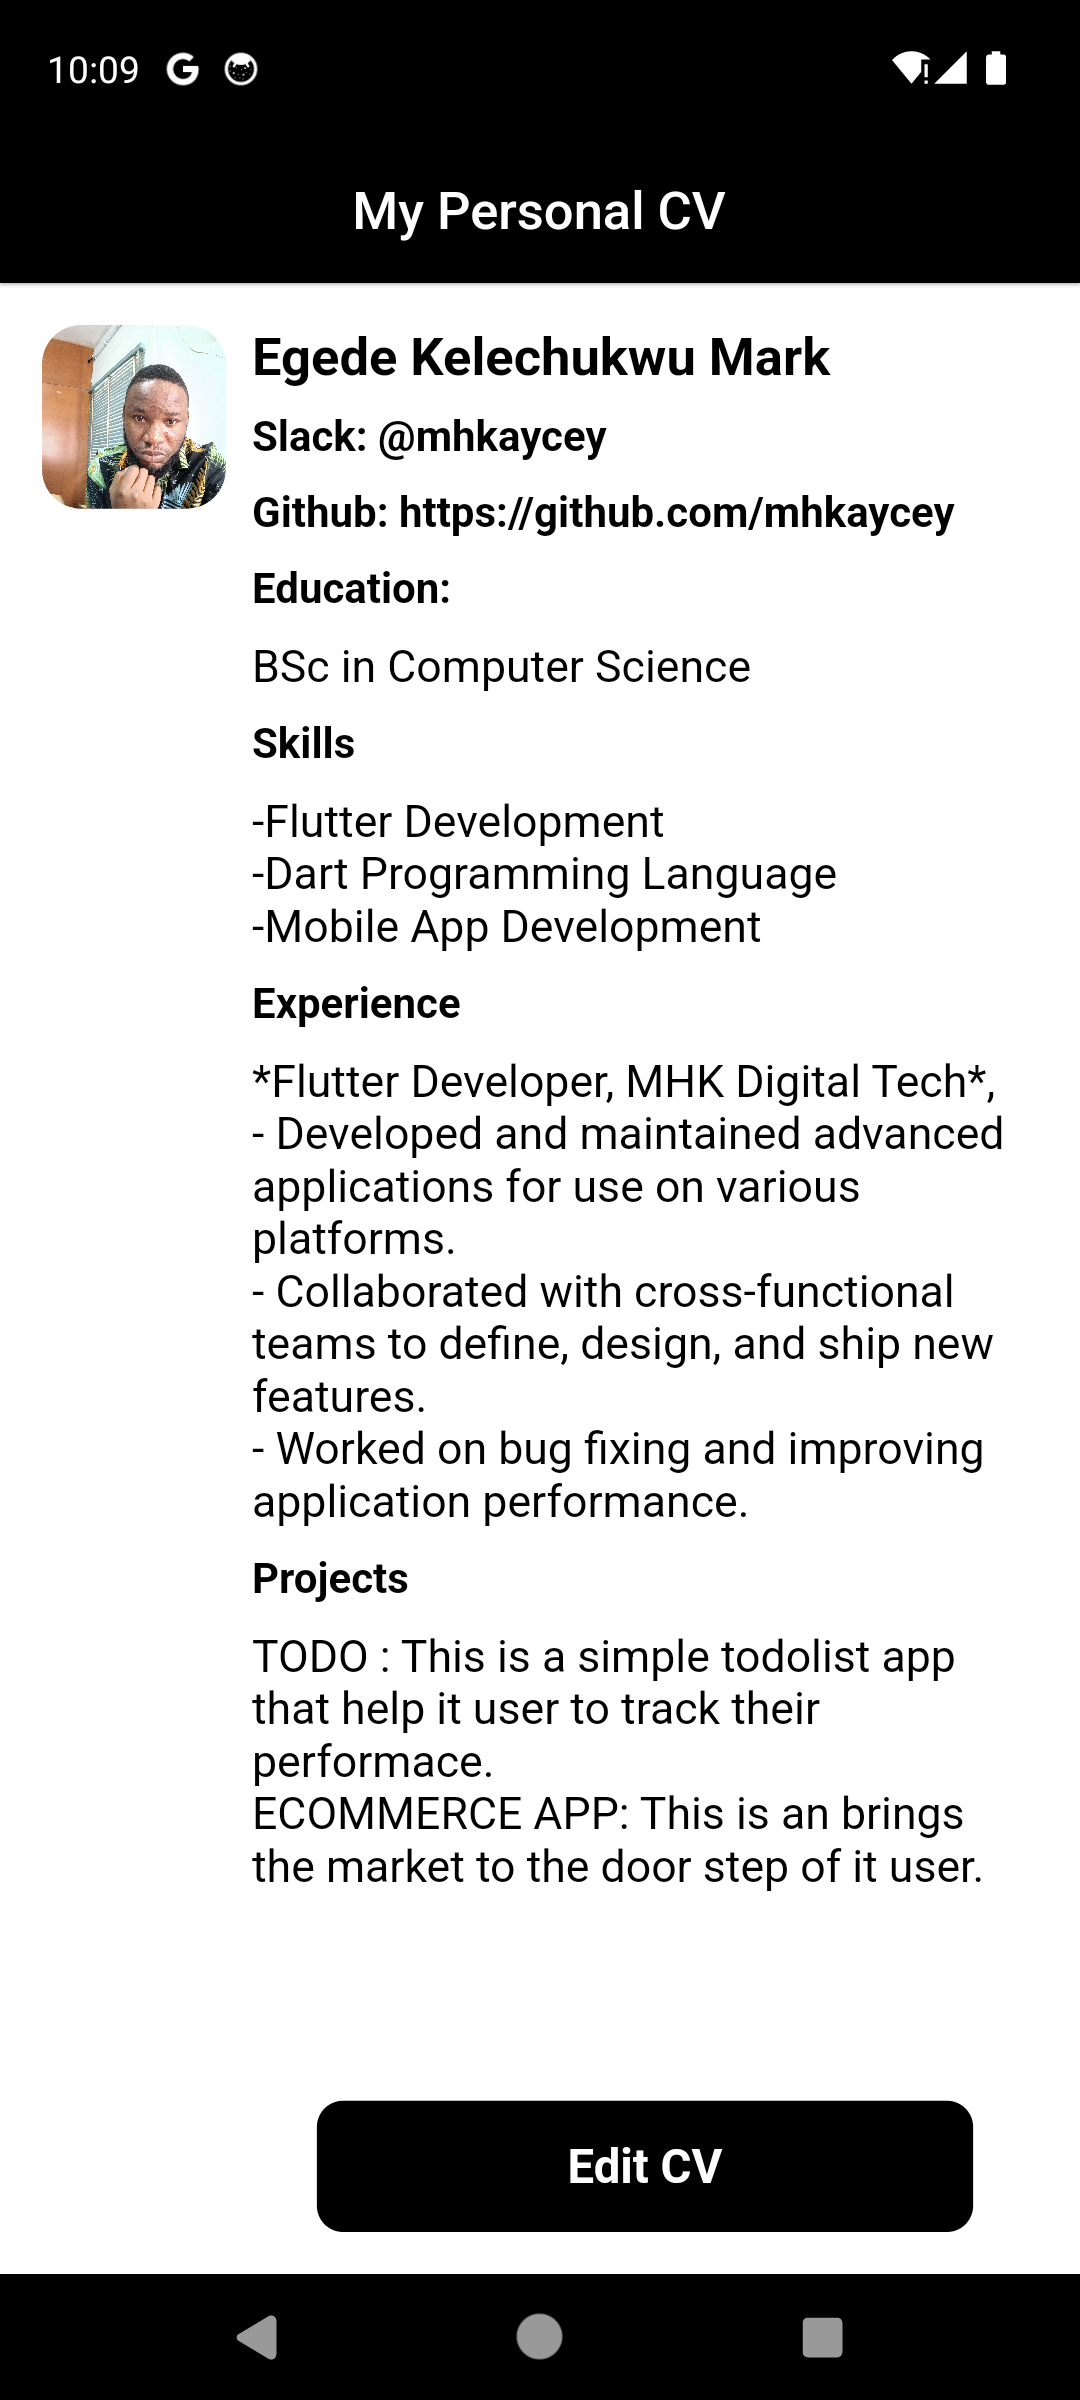 10:09
My Personal CV
Egede Kelechukwu Mark
Slack: @mhkaycey
Github: https://github.com/mhkaycey
Education:
BSc in Computer Science
Skills
-Flutter Development
-Dart Programming Language
-Mobile App Development
Experience
*Flutter Developer, MHK Digital Tech*,
- Developed and maintained advanced
applications for use on various
platforms.
- Collaborated with cross-functional
teams to define, design, and ship new
features.
- Worked on bug fixing and improving
application performance.
Projects
TODO : This is a simple todolist app
that help it user to track their
performace.
ECOMMERCE APP: This is an brings
the market to the door step of it user.
Edit CV